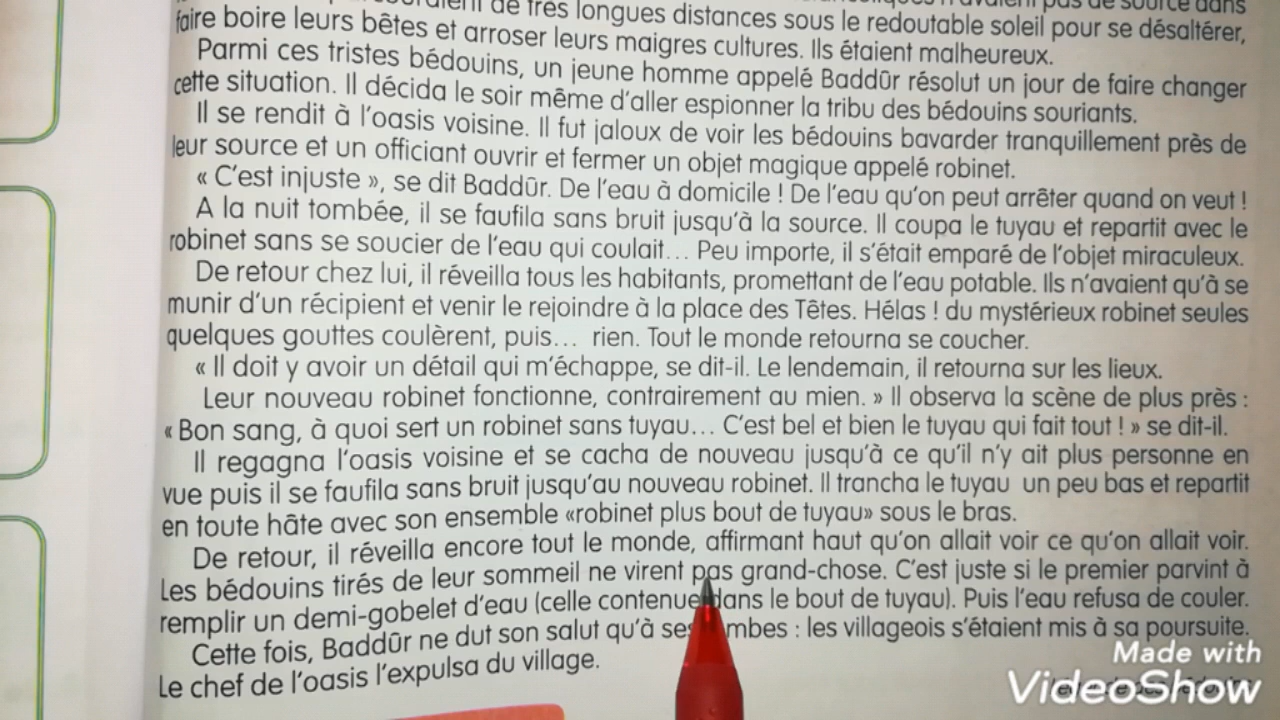 de très longues distances sous le redoutable soleil pour se désaltérer,
faire boire leurs bêtes et arroser leurs maigres cultures. Ils étaient malheureux.
Parmi ces tristes bédouins, un jeune homme appelé Baddûr résolut un jour de faire changer
cette situation. Il décida le soir même d'aller espionner la tribu des bédouins souriants.
Il se rendit à l'oasis voisine. Il fut jaloux de voir les bédouins bavarder tranquillement près de
leur source et un officiant ouvrir et fermer un objet magique appelé robinet.
« C'est injuste », se dit Baddûr. De l'eau à domicile ! De l'eau qu'on peut arrêter quand on veut !
A la nuit tombée, il se faufila sans bruit jusqu'à la source. Il coupa le tuyau et repartit avec le
robinet sans se soucier de l'eau qui coulait... Peu importe, il s'était emparé de l'objet miraculeux.
De retour chez lui, il réveilla tous les habitants, promettant de l'eau potable. Ils n'avaient qu'à se
munir d'un récipient et venir le rejoindre à la place des Têtes. Hélas ! du mystérieux robinet seules
quelques gouttes coulèrent, puis... rien. Tout le monde retourna se coucher.
« Il doit y avoir un détail qui m'échappe, se dit-il. Le lendemain, il retourna sur les lieux.
Leur nouveau robinet fonctionne, contrairement au mien. » Il observa la scène de plus près :
« Bon sang, à quoi sert un robinet sans tuyau... C'est bel et bien le tuyau qui fait tout ! » se dit-il.
Il regagna l'oasis voisine et se cacha de nouveau jusqu'à ce qu'il n'y ait plus personne en
vue puis il se faufila sans bruit jusqu'au nouveau robinet. Il trancha le tuyau un peu bas et repartit
en toute hâte avec son ensemble «robinet plus bout de tuyau» sous le bras.
De retour, il réveilla encore tout le monde, affirmant haut qu'on allait voir ce qu'on allait voir.
Les bédouins tirés de leur sommeil ne virent pas grand-chose. C'est juste si le premier parvint à
remplir un demi-gobelet d'eau (celle contenue dans le bout de tuyau). Puis l'eau refusa de couler.
Cette fois, Baddûr ne dut son salut qu'à ses : les villageois s'étaient mis à sa poursuite.
Le chef de l'oasis l'expulsa du village.
Made with
VideoShow